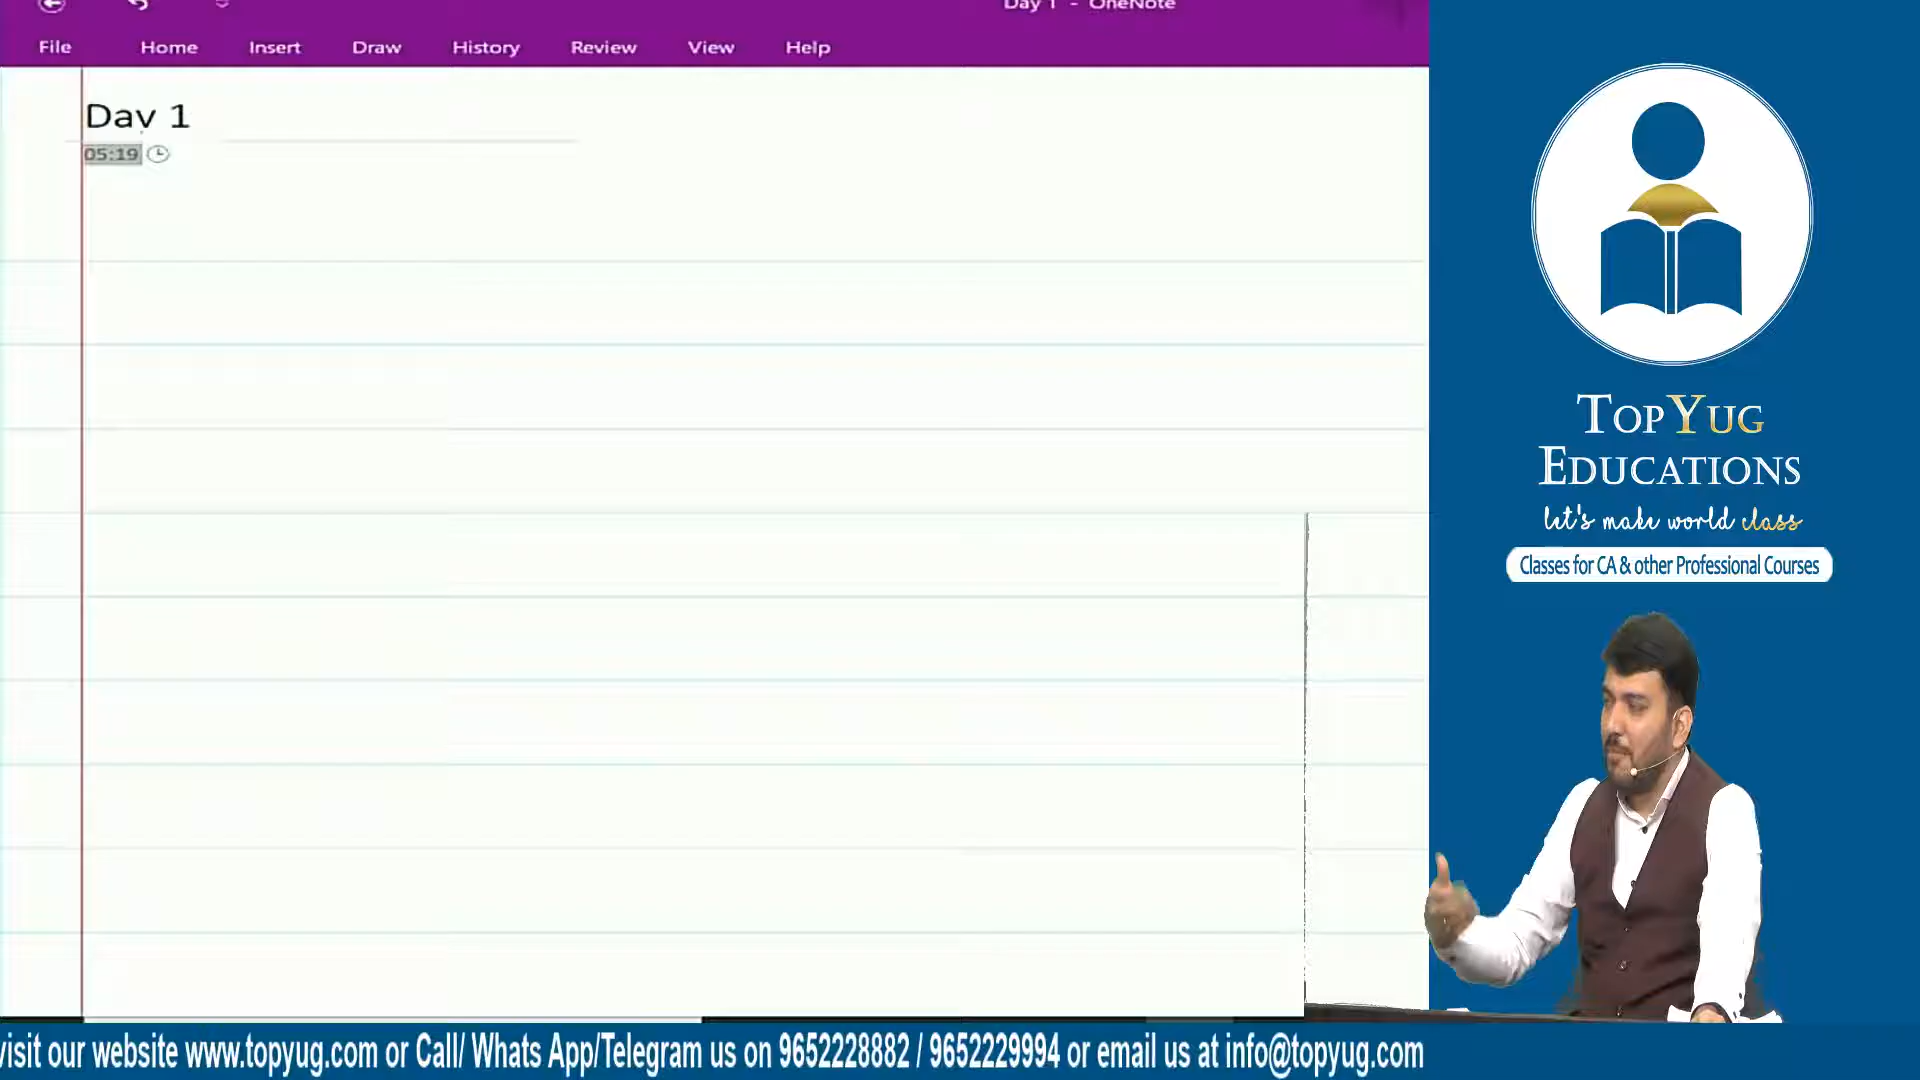 Day 1 - OneNote
File Home Insert Draw History Review View Help
Day 1
05:19
TOPYUG
EDUCATIONS
let's make world class
Classes for CA & other Professional Courses
visit our website www.topyug.com or Call/ Whats App/Telegram us on 9652228882 / 9652229994 or email us at info@topyug.com